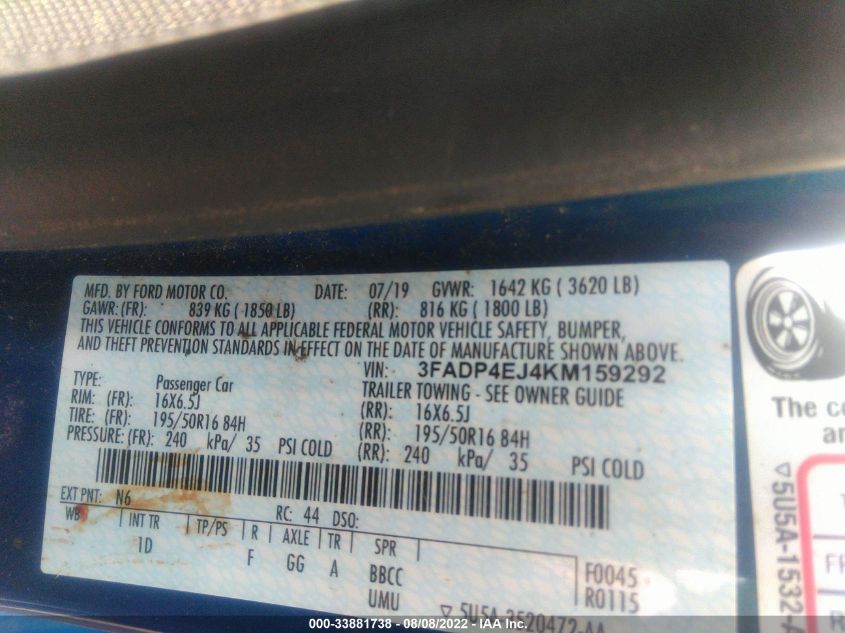 MFD. BY FORD MOTOR CO. DATE: 07/19 GVWR: 1642 KG ( 3620 LB)
GAWR: (FR): 839 KG ( 1850 LB) (RR): 816 KG ( 1800 LB)
THIS VEHICLE CONFORMS TO ALL APPLICABLE FEDERAL MOTOR VEHICLE SAFETY, BUMPER,
AND THEFT PREVENTION STANDARDS IN EFFECT ON THE DATE OF MANUFACTURE SHOWN ABOVE.
VIN: 3FADP4EJ4KM159292
TYPE: Passenger Car TRAILER TOWING - SEE OWNER GUIDE
RIM: (FR): 16X6.5J (RR): 16X6.5J
TIRE: (FR): 195/50R16 84H (RR): 195/50R16 84H
PRESSURE: (FR): 240 kPa/ 35 PSI COLD (RR): 240 kPa/ 35 PSI COLD
EXT PNT: N6 RC: 44 DSO:
WB INT TR TP/PS R AXLE TR SPR
1D F GG A BBCC F0045
UMU R0115
▽ 5U5A-3520472-AA
The co
an
▽5U5A-1532
FR
R
000-33881738 - 08/08/2022 - IAA Inc.